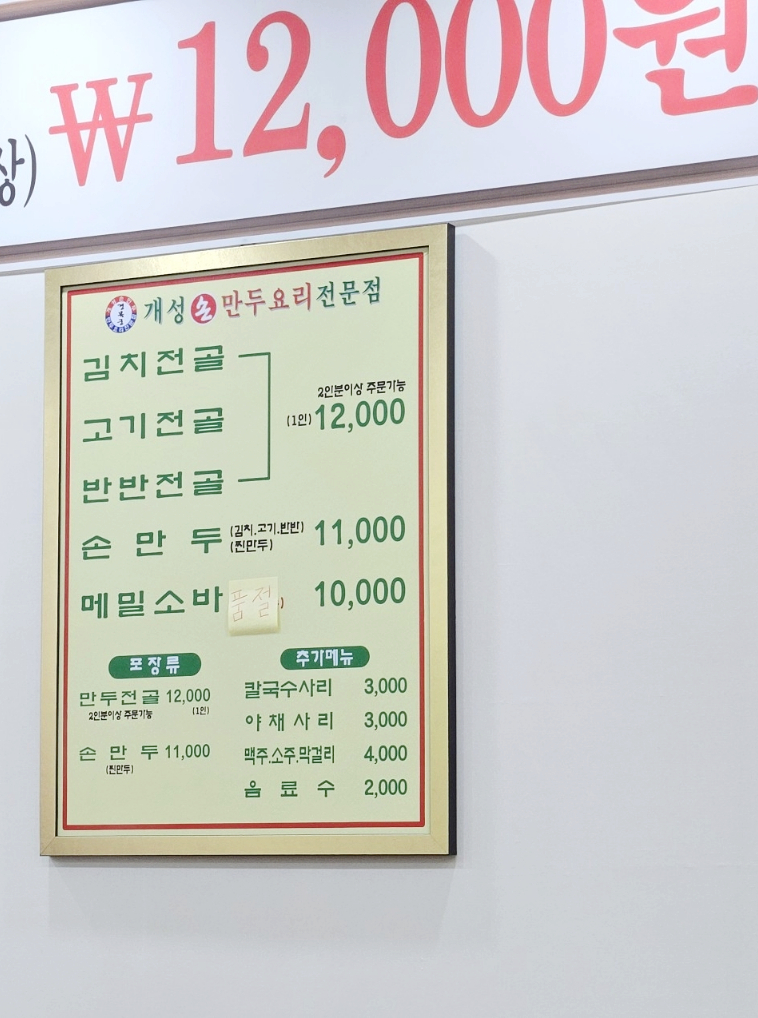 상) ₩12,000원
개성 손 만두요리전문점
김치전골
고기전골
반반전골
2인분이상 주문가능
(1인) 12,000
손 만 두 (김치.고기.반반) (찐만두) 11,000
메밀소바 품절 10,000
포장류
만두전골 12,000
2인분이상 주문가능 (1인)
손 만 두 11,000
(찐만두)
추가메뉴
칼국수사리 3,000
야채사리 3,000
맥주.소주.막걸리 4,000
음료수 2,000